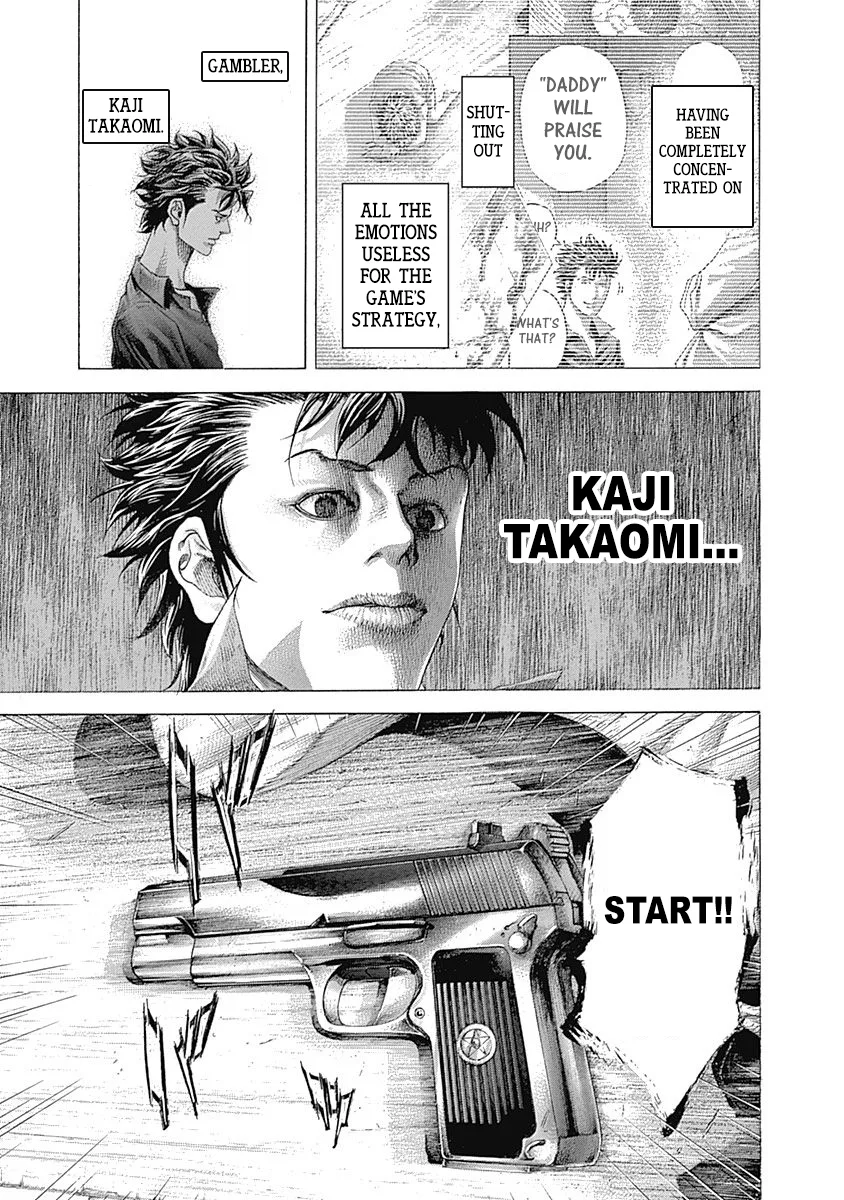 HAVING
BEEN
COMPLETELY
CONCEN-
TRATED ON
"DADDY"
WILL
PRAISE
YOU.
SHUT-
TING
OUT
WHAT'S
THAT?
ALL THE
EMOTIONS
USELESS
FOR THE
GAME'S
STRATEGY,
GAMBLER,
KAJI
TAKAOMI.
KAJI
TAKAOMI...
START!!